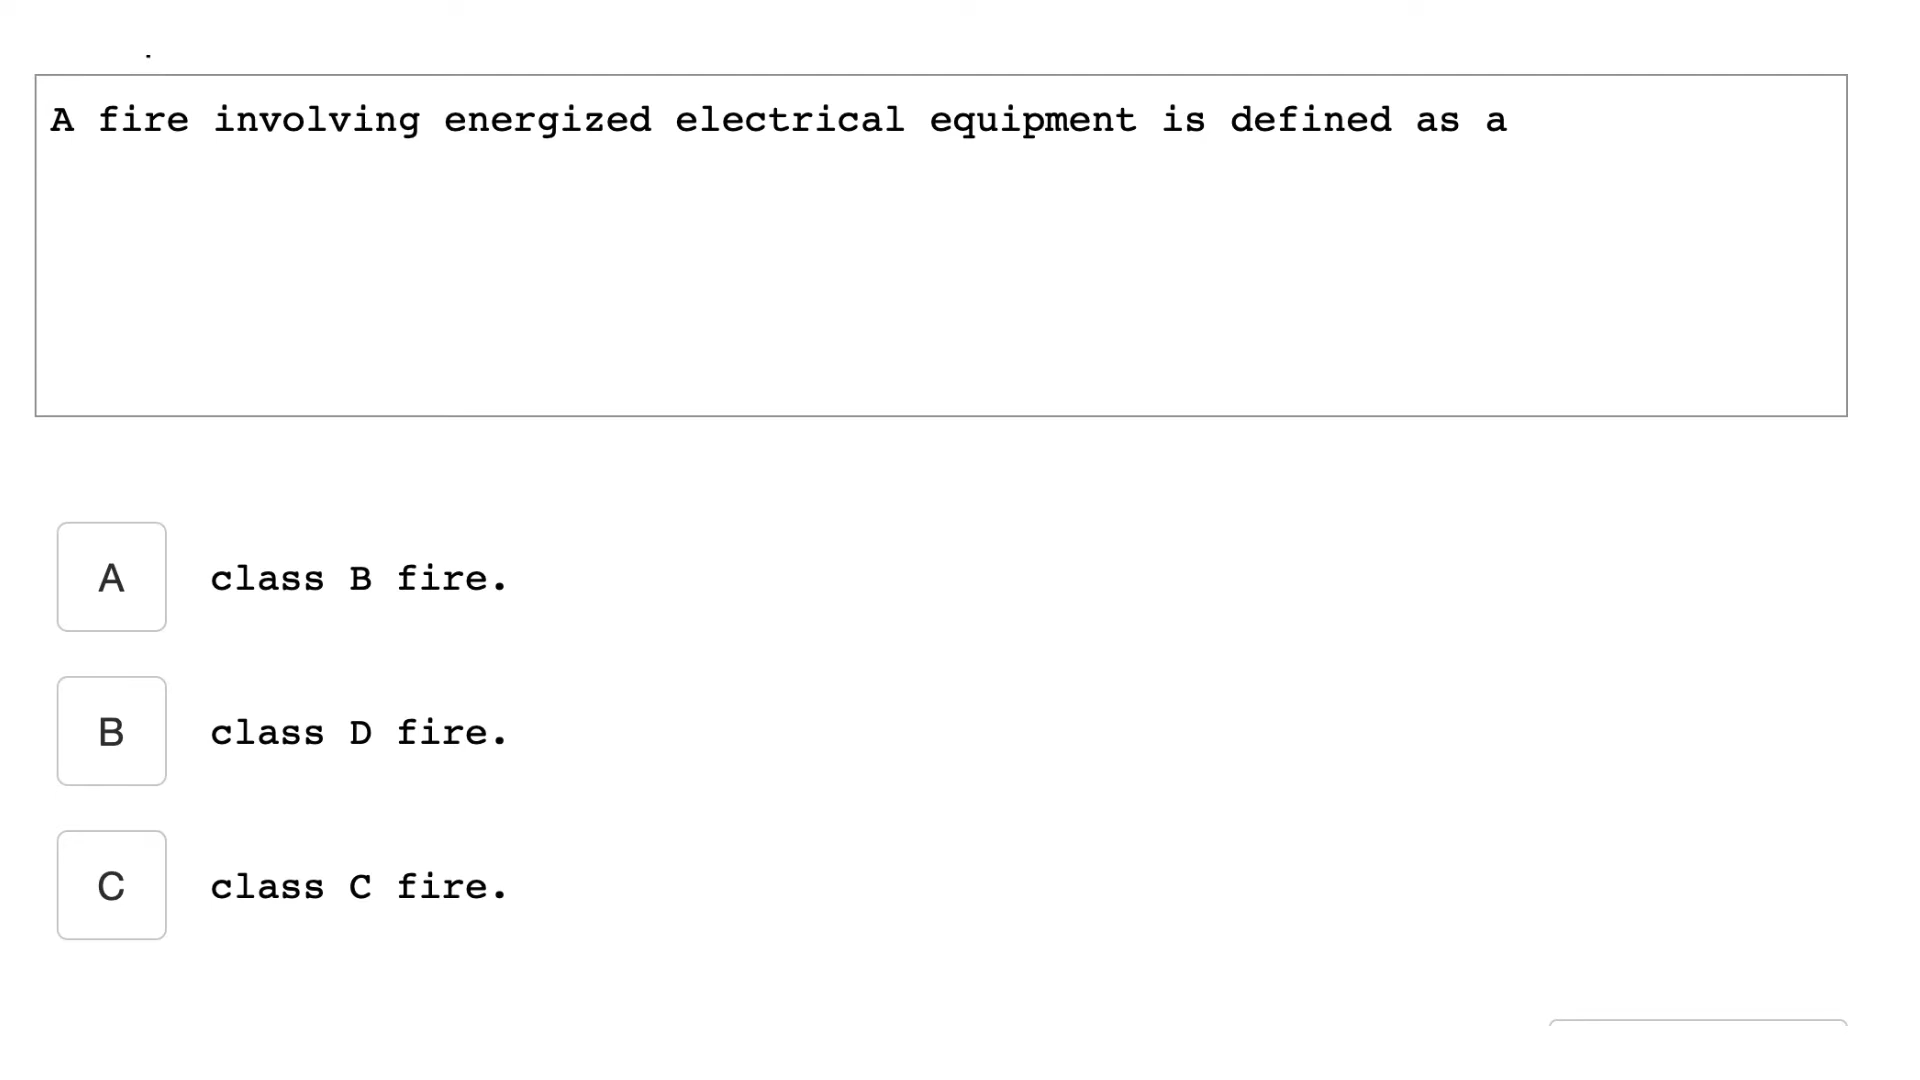 A fire involving energized electrical equipment is defined as a
A class B fire.
B class D fire.
C class C fire.